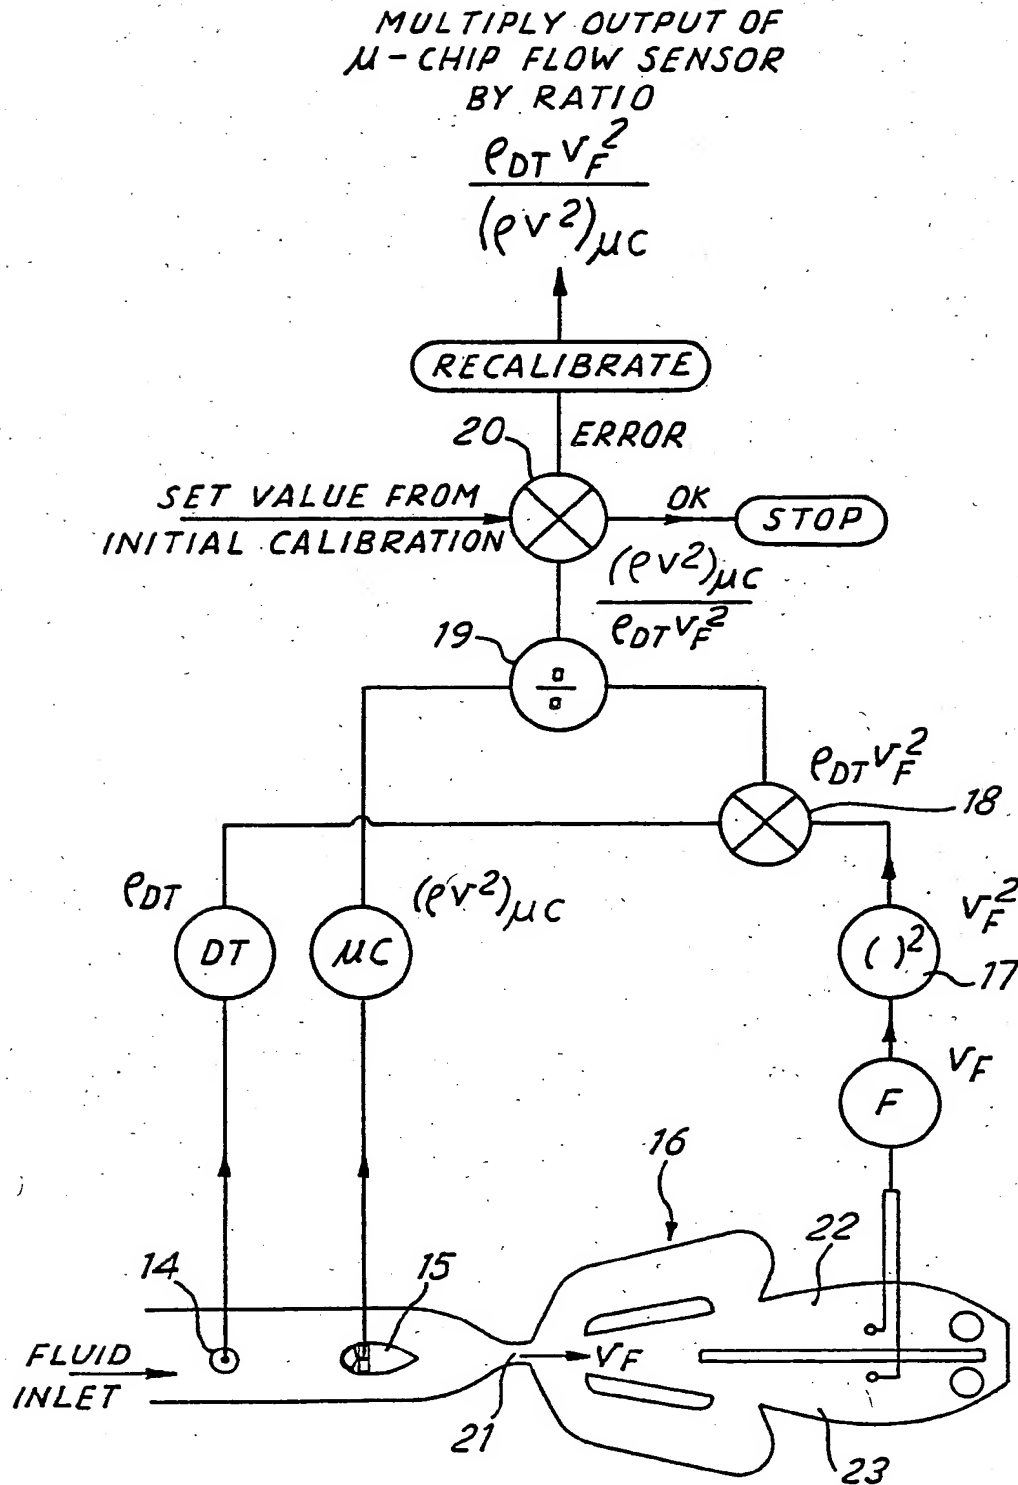 MULTIPLY OUTPUT OF
μ-CHIP FLOW SENSOR
BY RATIO
ρDT VF²
(ρV²)μC
RECALIBRATE
20
ERROR
SET VALUE FROM
INITIAL CALIBRATION
OK
STOP
(ρV²)μC
ρDT VF²
19
÷
ρDT VF²
18
ρDT
(ρV²)μC
VF²
DT
μC
( )²
17
VF
F
16
14
15
22
FLUID
INLET
VF
21
23